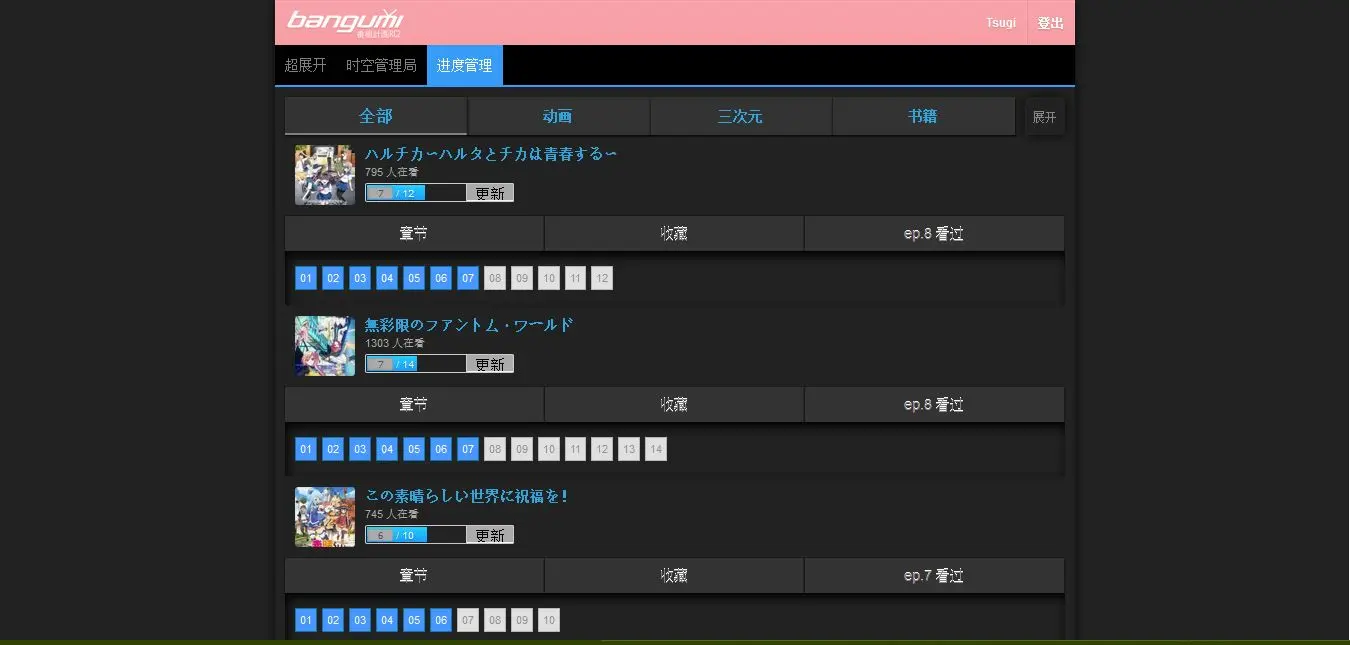 bangumi
番組計画RC2
Tsugi 登出
超展开 时空管理局 进度管理
全部 动画 三次元 书籍 展开
ハルチカ~ハルタとチカは青春する~
795 人在看
7 / 12 更新
章节 收藏 ep.8 看过
01 02 03 04 05 06 07 08 09 10 11 12
無彩限のファントム・ワールド
1303 人在看
7 / 14 更新
章节 收藏 ep.8 看过
01 02 03 04 05 06 07 08 09 10 11 12 13 14
この素晴らしい世界に祝福を!
745 人在看
6 / 10 更新
章节 收藏 ep.7 看过
01 02 03 04 05 06 07 08 09 10